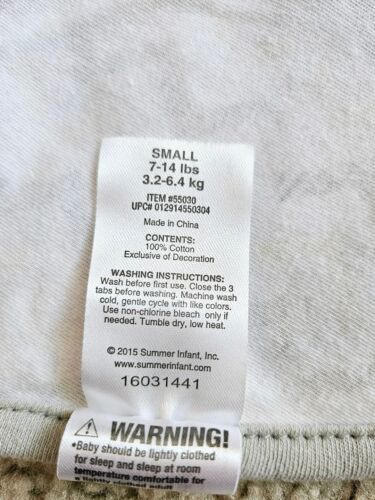 SMALL
7-14 lbs
3.2-6.4 kg
ITEM #55030
UPC# 012914550304
Made in China
CONTENTS:
100% Cotton
Exclusive of Decoration
WASHING INSTRUCTIONS:
Wash before first use. Close the 3
tabs before washing. Machine wash
cold, gentle cycle with like colors.
Use non-chlorine bleach only if
needed. Tumble dry, low heat.
© 2015 Summer Infant, Inc.
www.summerinfant.com
16031441
⚠ WARNING!
•Baby should be lightly clothed
for sleep and sleep at room
temperature comfortable for
a lightly clothed adult